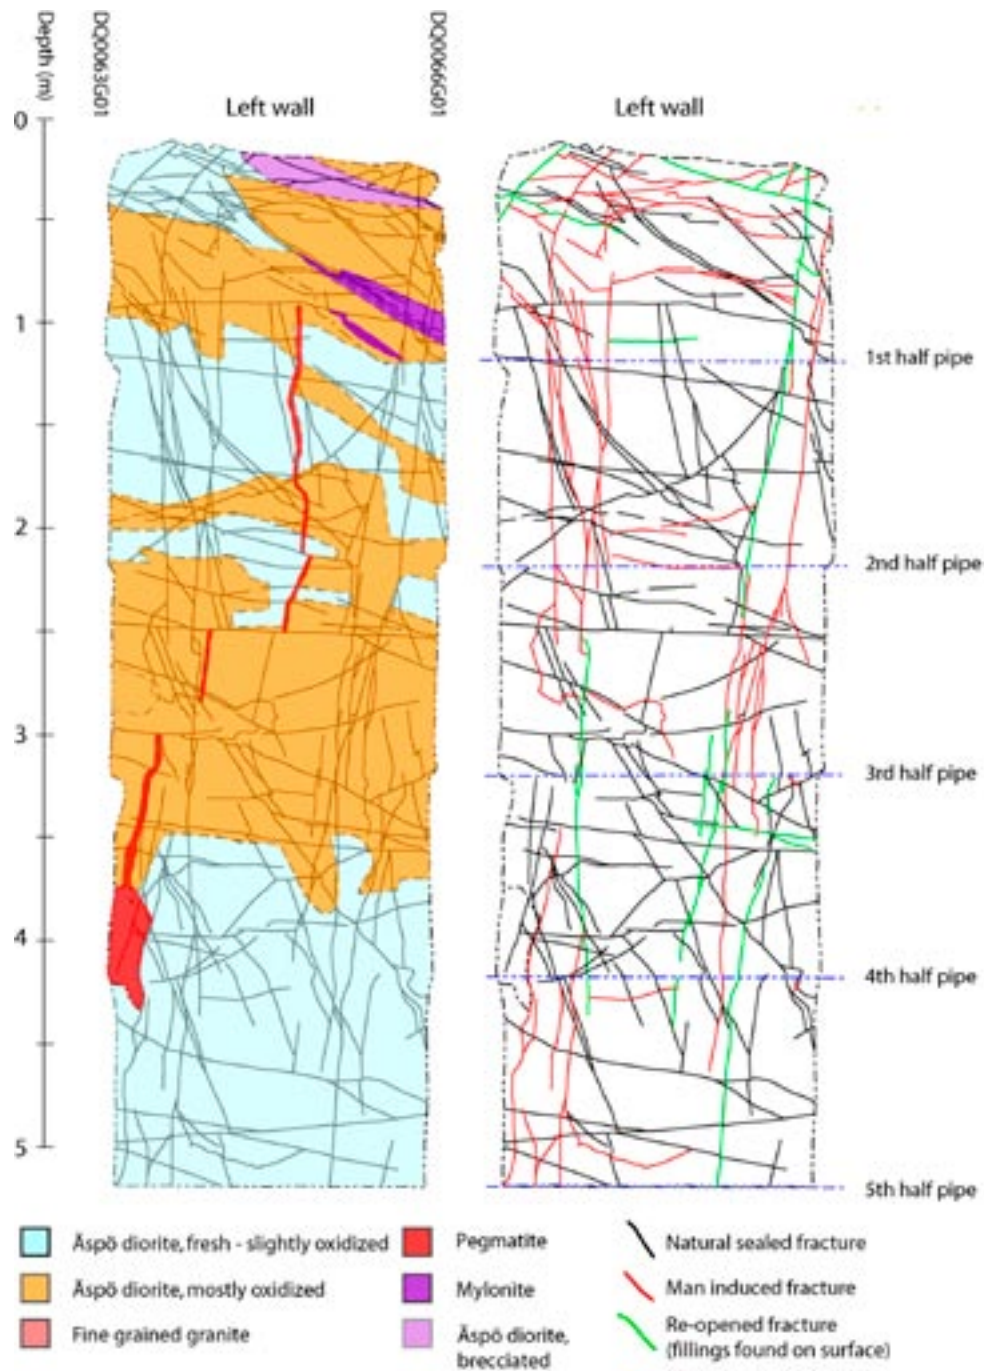 Depth (m)
DQ0063G01
DQ0066G01
Left wall
Left wall
0
1
1st half pipe
2
2nd half pipe
3
3rd half pipe
4
4th half pipe
5
5th half pipe
Äspö diorite, fresh - slightly oxidized
Pegmatite
Natural sealed fracture
Äspö diorite, mostly oxidized
Mylonite
Man induced fracture
Fine grained granite
Äspö diorite,
brecciated
Re-opened fracture
(fillings found on surface)